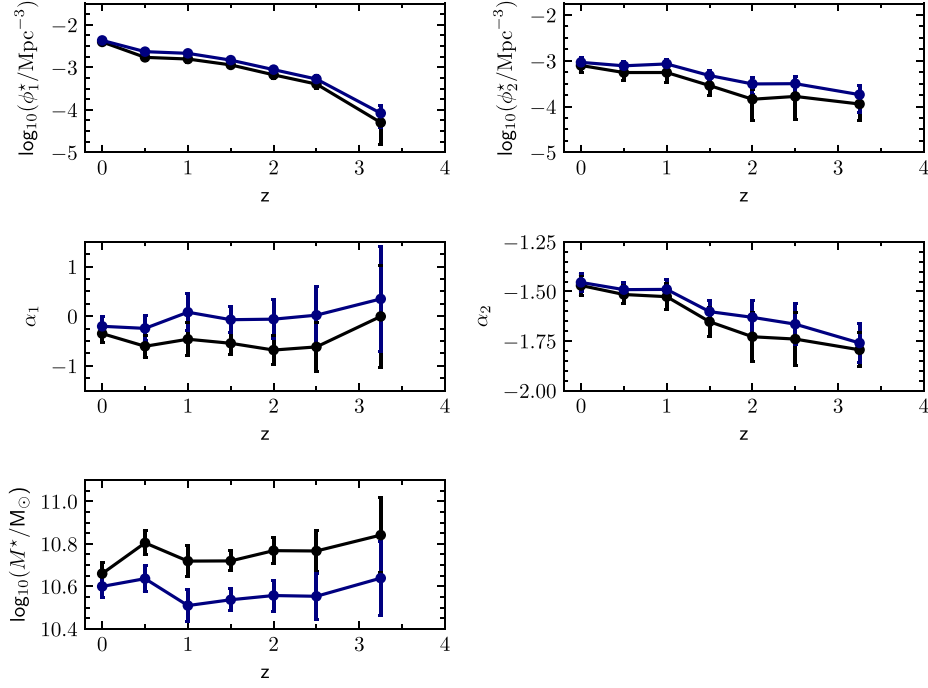 log₁₀(ϕ₁⋆/Mpc⁻³)
−2
−3
−4
−5
0 1 2 3 4
z
log₁₀(ϕ₂⋆/Mpc⁻³)
−2
−3
−4
−5
0 1 2 3 4
z
α₁
1
0
−1
0 1 2 3 4
z
α₂
−1.25
−1.50
−1.75
−2.00
0 1 2 3 4
z
log₁₀(M⋆/M⊙)
11.0
10.8
10.6
10.4
0 1 2 3 4
z